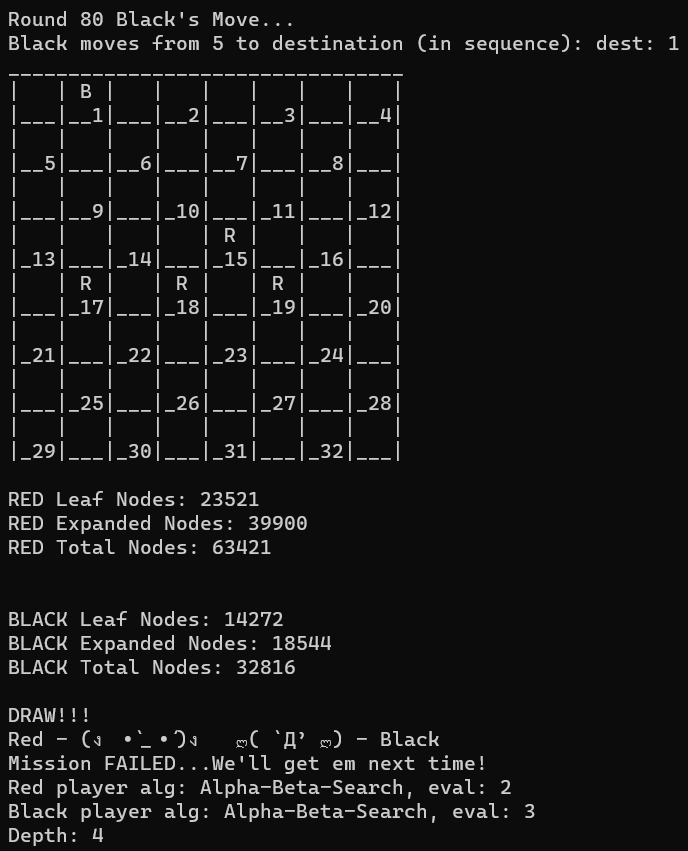 Round 80 Black's Move...
Black moves from 5 to destination (in sequence): dest: 1
_________________________________
|   | B |   |   |   |   |   |   |
|___|__1|___|__2|___|__3|___|__4|
|   |   |   |   |   |   |   |   |
|__5|___|__6|___|__7|___|__8|___|
|   |   |   |   |   |   |   |   |
|___|__9|___|_10|___|_11|___|_12|
|   |   |   |   | R |   |   |   |
|_13|___|_14|___|_15|___|_16|___|
|   | R |   | R |   | R |   |   |
|___|_17|___|_18|___|_19|___|_20|
|   |   |   |   |   |   |   |   |
|_21|___|_22|___|_23|___|_24|___|
|   |   |   |   |   |   |   |   |
|___|_25|___|_26|___|_27|___|_28|
|   |   |   |   |   |   |   |   |
|_29|___|_30|___|_31|___|_32|___|
RED Leaf Nodes: 23521
RED Expanded Nodes: 39900
RED Total Nodes: 63421
BLACK Leaf Nodes: 14272
BLACK Expanded Nodes: 18544
BLACK Total Nodes: 32816
DRAW!!!
Red - (ง •̀_•́)ง   ლ( `Д’ ლ) - Black
Mission FAILED...We'll get em next time!
Red player alg: Alpha-Beta-Search, eval: 2
Black player alg: Alpha-Beta-Search, eval: 3
Depth: 4